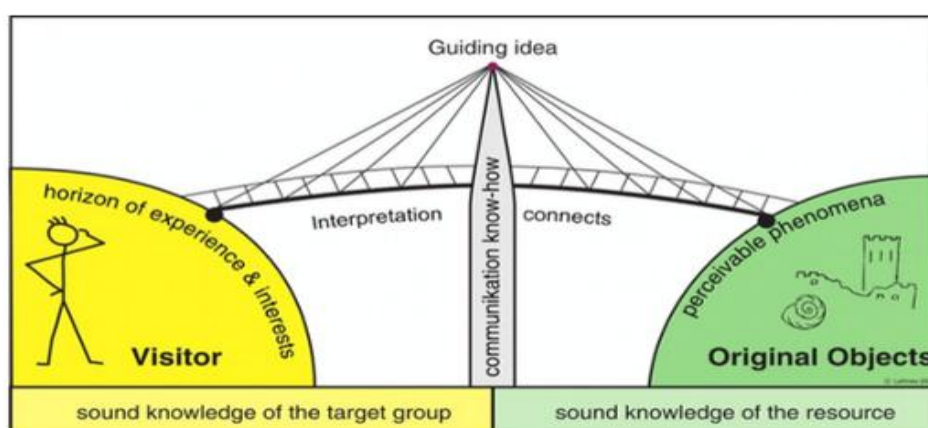 Guiding idea
horizon of experience & interests
Interpretation
communikation know-how
connects
perceivable phenomena
Visitor
Original Objects
sound knowledge of the target group
sound knowledge of the resource